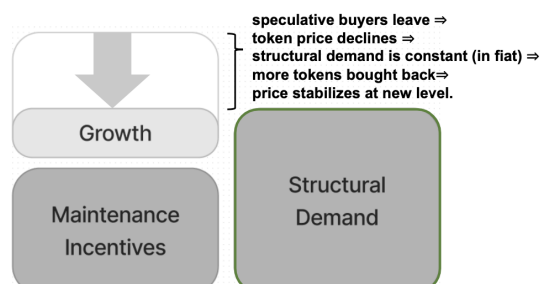 speculative buyers leave ⇒
token price declines ⇒
structural demand is constant (in fiat) ⇒
more tokens bought back⇒
price stabilizes at new level.
Growth
Maintenance
Incentives
Structural
Demand